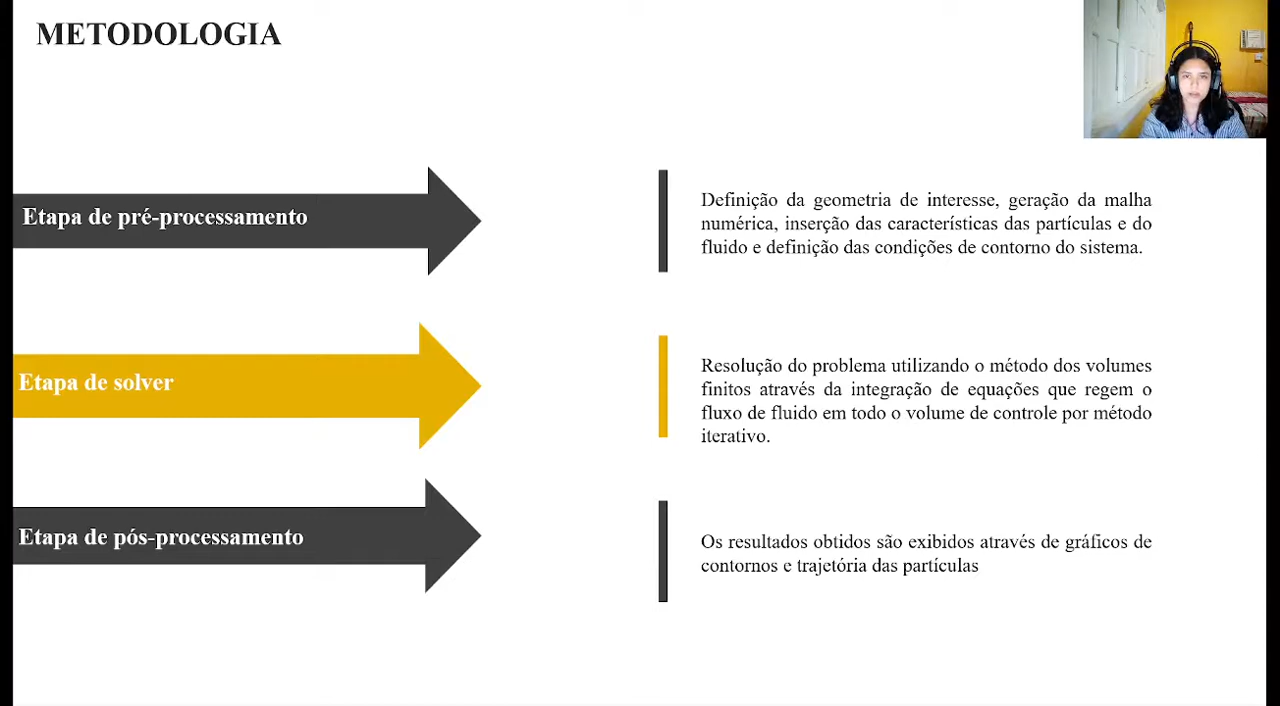 METODOLOGIA
Etapa de pré-processamento
Definição da geometria de interesse, geração da malha
numérica, inserção das características das partículas e do
fluido e definição das condições de contorno do sistema.
Etapa de solver
Resolução do problema utilizando o método dos volumes
finitos através da integração de equações que regem o
fluxo de fluido em todo o volume de controle por método
iterativo.
Etapa de pós-processamento
Os resultados obtidos são exibidos através de gráficos de
contornos e trajetória das partículas